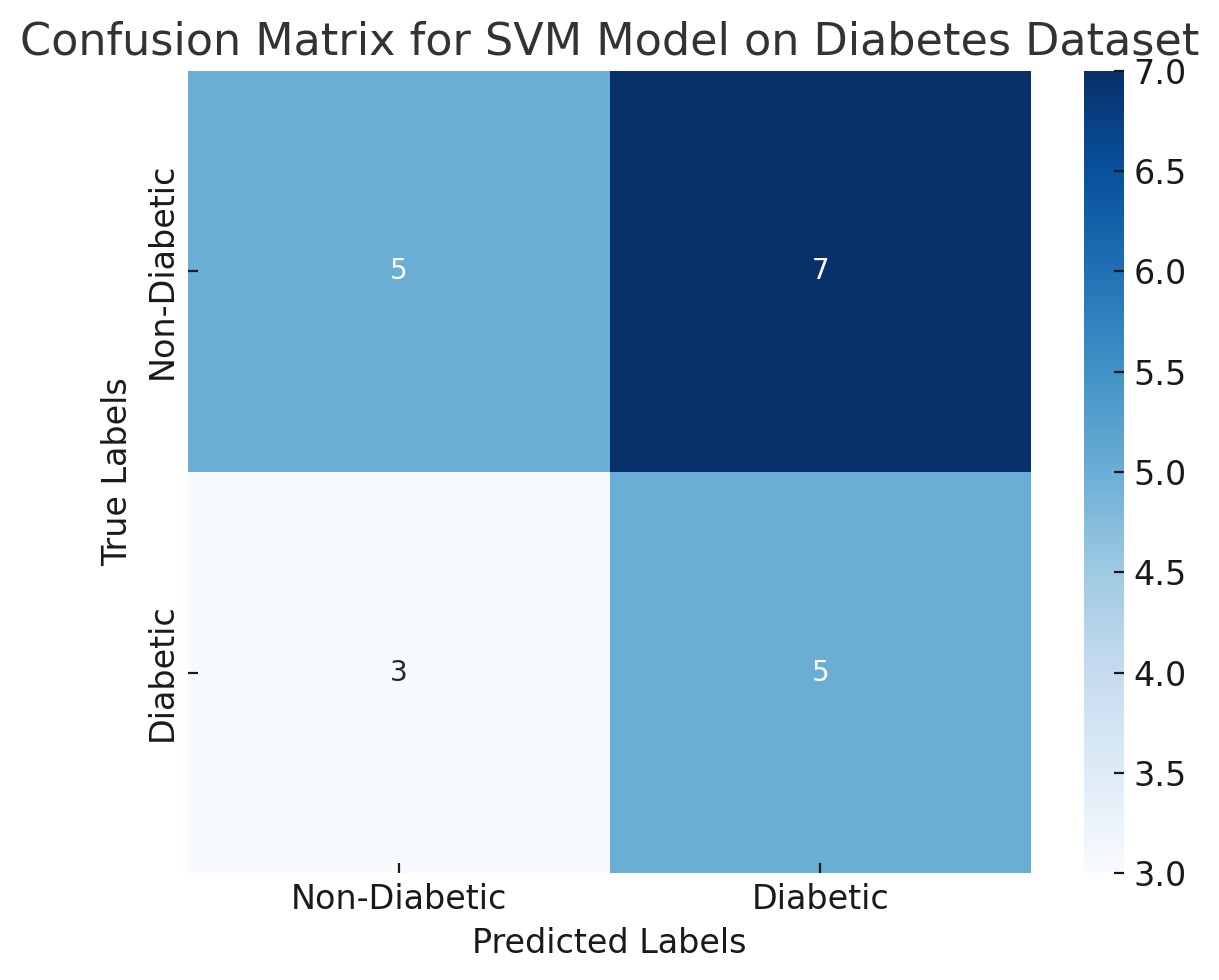 Confusion Matrix for SVM Model on Diabetes Dataset
True Labels
Non-Diabetic
Diabetic
5
7
3
5
Non-Diabetic
Diabetic
Predicted Labels
7.0
6.5
6.0
5.5
5.0
4.5
4.0
3.5
3.0